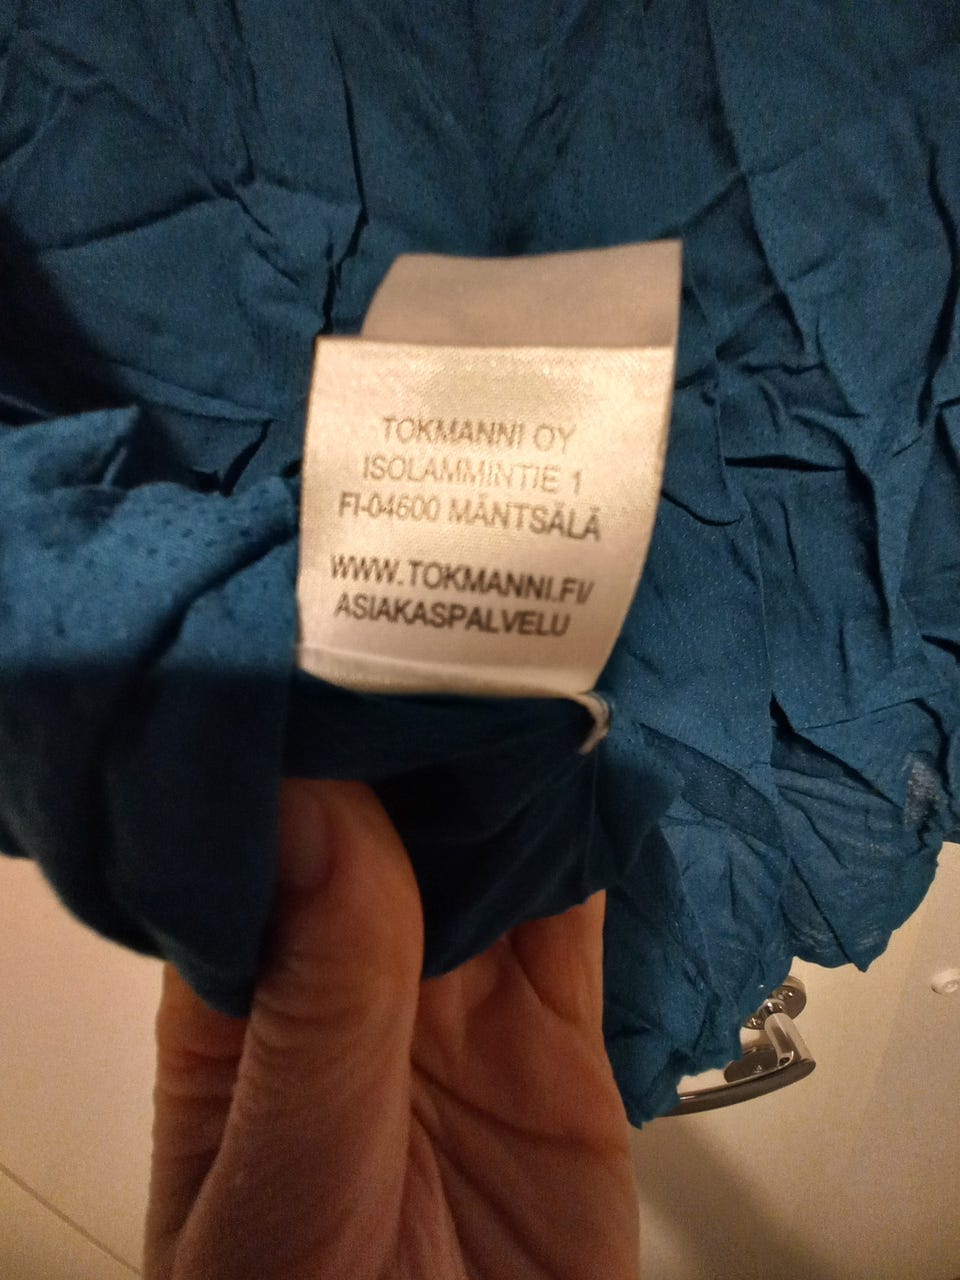 TOKMANNI OY
ISOLAMMINTIE 1
FI-04600 MÄNTSÄLÄ
WWW.TOKMANNI.FI/
ASIAKASPALVELU